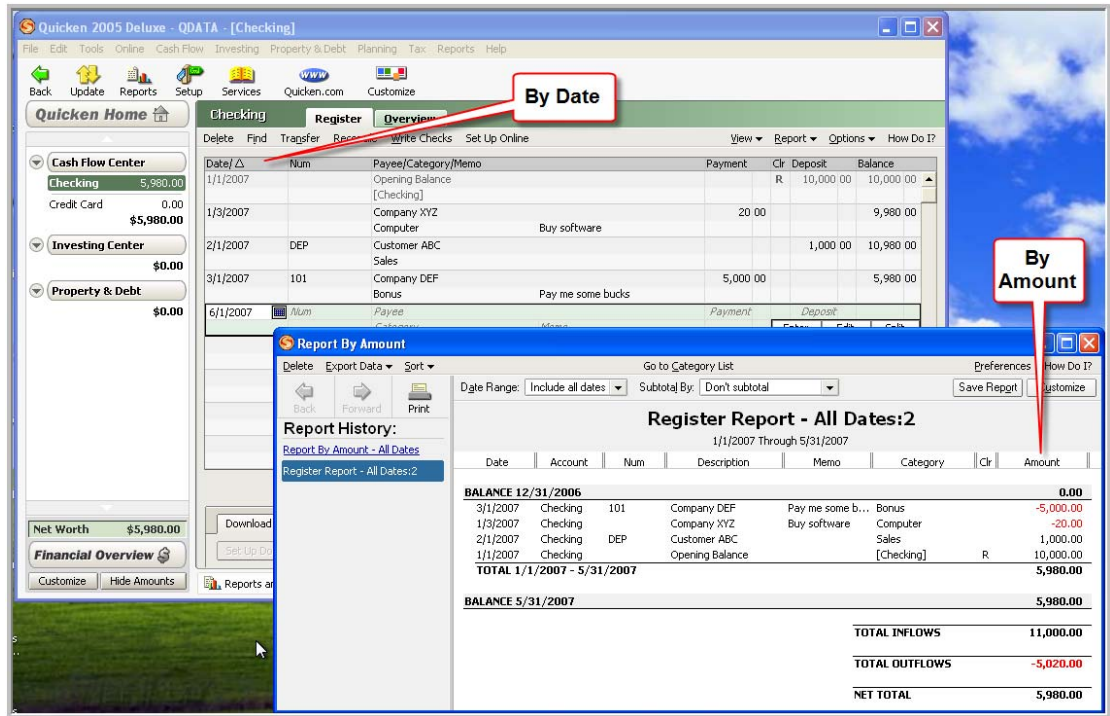 Quicken 2005 Deluxe - QDATA - [Checking]
File Edit Tools Online Cash Flow Investing Property & Debt Planning Tax Reports Help
Back Update Reports Setup Services Quicken.com Customize
www
By Date
Quicken Home
Checking Register Overview
Delete Find Transfer Write Checks Set Up Online View Report Options How Do I?
Cash Flow Center
Checking 5,980.00
Credit Card 0.00
$5,980.00
Investing Center
$0.00
Property & Debt
$0.00
Date/ Num Payee/Category/Memo Payment Clr Deposit Balance
1/1/2007 Opening Balance R 10,000 00 10,000 00
[Checking]
1/3/2007 Company XYZ 20 00 9,980 00
Computer Buy software
2/1/2007 DEP Customer ABC 1,000 00 10,980 00
Sales
3/1/2007 101 Company DEF 5,000 00 5,980 00
Bonus Pay me some bucks
6/1/2007 Num Payee Payment Deposit
Category Memo Enter Edit Split
By
Amount
Report By Amount
Delete Export Data Sort Go to Category List Preferences How Do I?
Back Forward Print
Date Range: Include all dates Subtotal By: Don't subtotal Save Report Customize
Report History:
Report By Amount - All Dates
Register Report - All Dates:2
Register Report - All Dates:2
1/1/2007 Through 5/31/2007
Date Account Num Description Memo Category Clr Amount
BALANCE 12/31/2006 0.00
3/1/2007 Checking 101 Company DEF Pay me some b... Bonus -5,000.00
1/3/2007 Checking Company XYZ Buy software Computer -20.00
2/1/2007 Checking DEP Customer ABC Sales 1,000.00
1/1/2007 Checking Opening Balance [Checking] R 10,000.00
TOTAL 1/1/2007 - 5/31/2007 5,980.00
BALANCE 5/31/2007 5,980.00
TOTAL INFLOWS 11,000.00
TOTAL OUTFLOWS -5,020.00
NET TOTAL 5,980.00
Net Worth $5,980.00
Financial Overview
Customize Hide Amounts
Download
Set Up
Reports